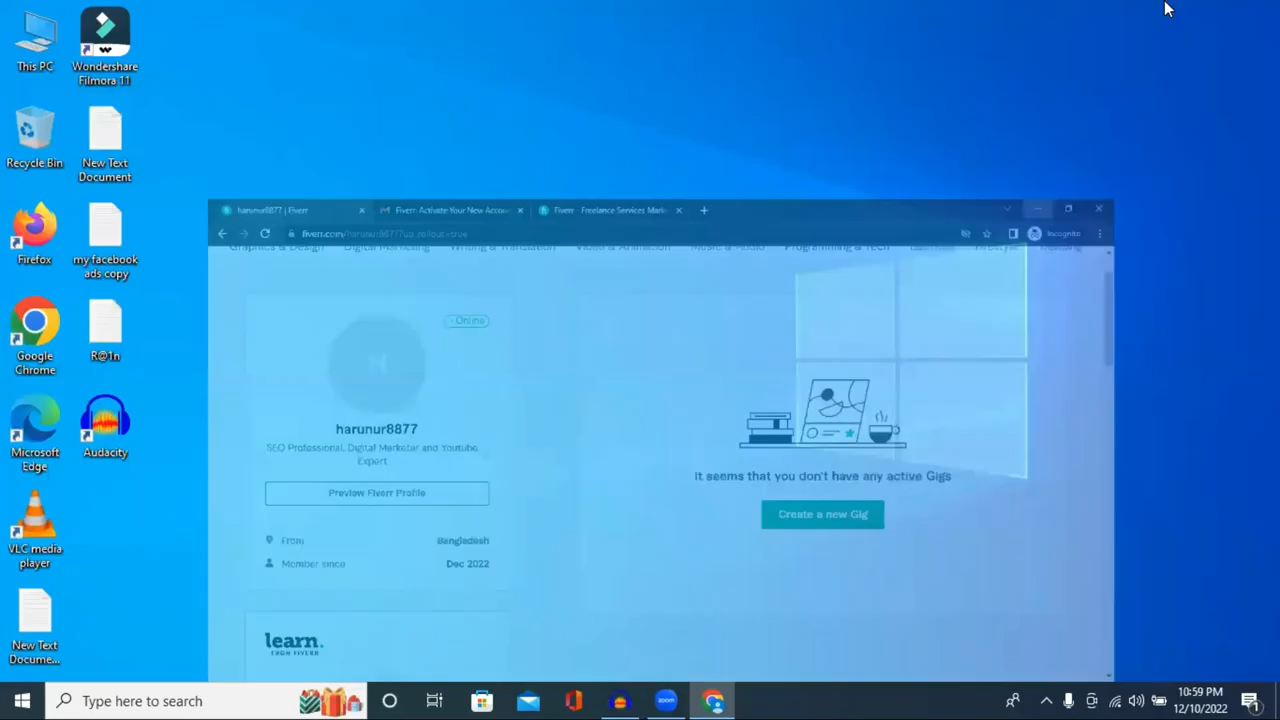 This PC
Wondershare
Filmora 11
Recycle Bin
New Text
Document
Firefox
my facebook
ads copy
Google
Chrome
R@1n
Microsoft
Edge
Audacity
VLC media
player
New Text
Docume...
harunur8877 | Fiverr
Fiverr: Activate Your New Accou
Fiverr - Freelance Services Mark
fiverr.com/harunur8877?up_rollout=true
Incognito
Graphics & Design
Digital Marketing
Writing & Translation
Video & Animation
Music & Audio
Programming & Tech
Online
H
harunur8877
SEO Professional, Digital Marketer and Youtube
Expert
Preview Fiverr Profile
From
Bangladesh
Member since
Dec 2022
learn.
FROM FIVERR
It seems that you don't have any active Gigs
Create a new Gig
Type here to search
zoom
10:59 PM
12/10/2022
1